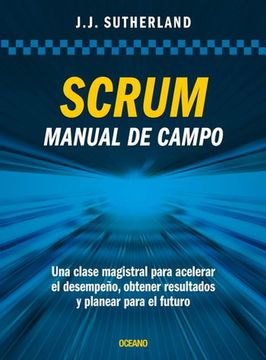 J.J. SUTHERLAND
SCRUM
MANUAL DE CAMPO
Una clase magistral para acelerar
el desempeño, obtener resultados
y planear para el futuro
OCEANO